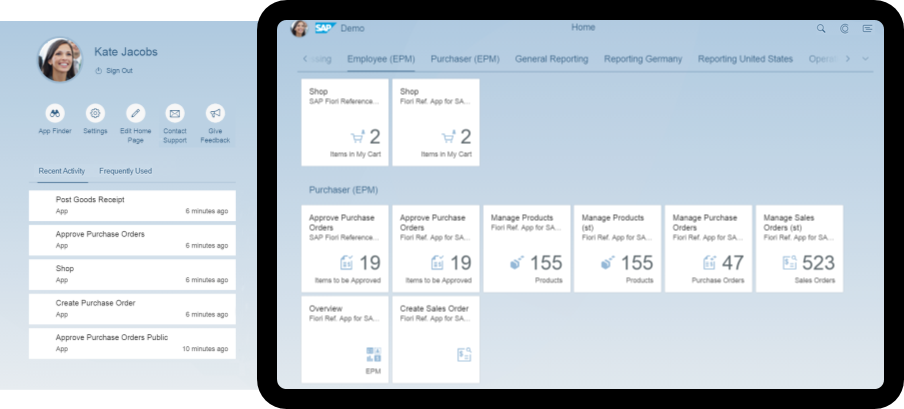 Kate Jacobs
Sign Out
App Finder
Settings
Edit Home
Page
Contact
Support
Give
Feedback
Recent Activity
Frequently Used
Post Goods Receipt
App
6 minutes ago
Approve Purchase Orders
App
6 minutes ago
Shop
App
6 minutes ago
Create Purchase Order
App
6 minutes ago
Approve Purchase Orders Public
App
10 minutes ago
SAP
Demo
Home
Employee (EPM)
Purchaser (EPM)
General Reporting
Reporting Germany
Reporting United States
Shop
SAP Fiori Reference...
2
Items in My Cart
Shop
Fiori Ref. App for SA...
2
Items in My Cart
Purchaser (EPM)
Approve Purchase
Orders
SAP Fiori Reference...
19
Items to be Approved
Approve Purchase
Orders
Fiori Ref. App for SA...
19
Items to be Approved
Manage Products
Fiori Ref. App for SA...
155
Products
Manage Products
(st)
Fiori Ref. App for SA...
155
Products
Manage Purchase
Orders
Fiori Ref. App for SA...
47
Purchase Orders
Manage Sales
Orders (st)
Fiori Ref. App for SA...
523
Sales Orders
Overview
Fiori Ref. App for SA...
EPM
Create Sales Order
Fiori Ref. App for SA...